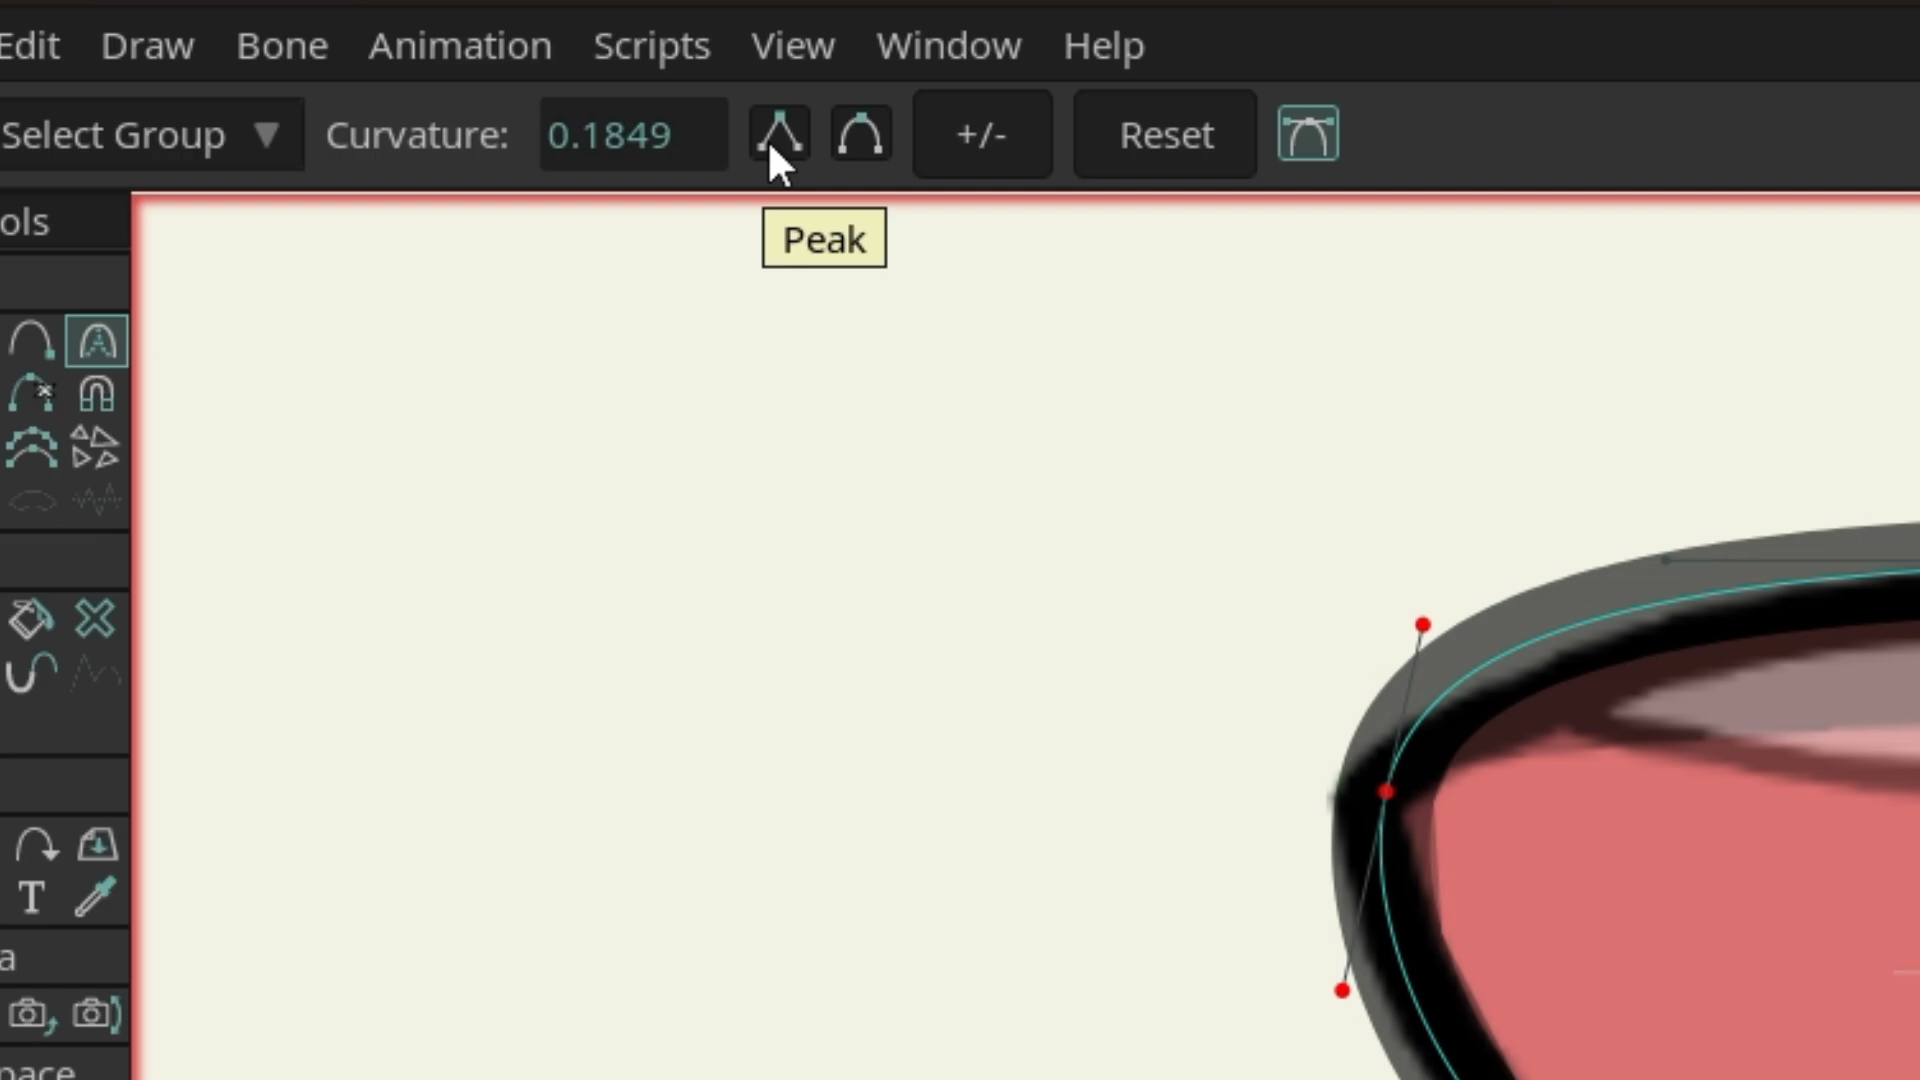 Edit Draw Bone Animation Scripts View Window Help
Select Group Curvature: 0.1849 +/- Reset
ols
Peak
T
a
pace